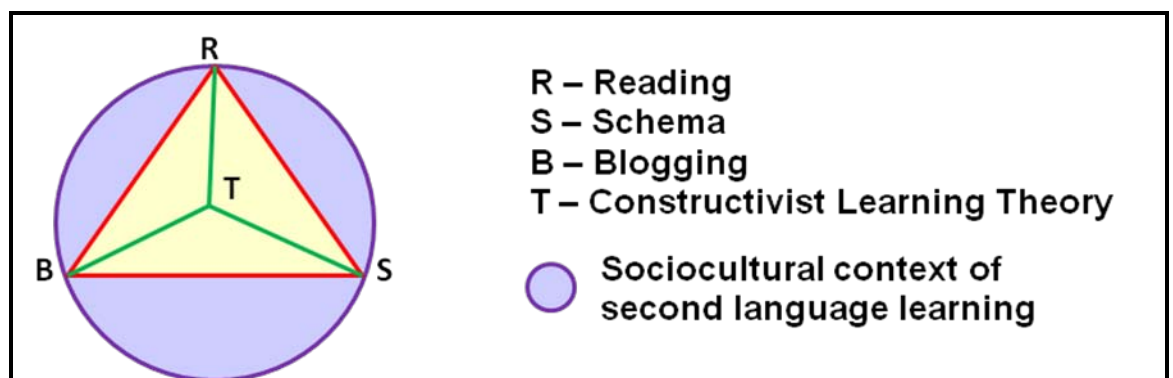 R
T
B
S
R – Reading
S – Schema
B – Blogging
T – Constructivist Learning Theory
Sociocultural context of
second language learning